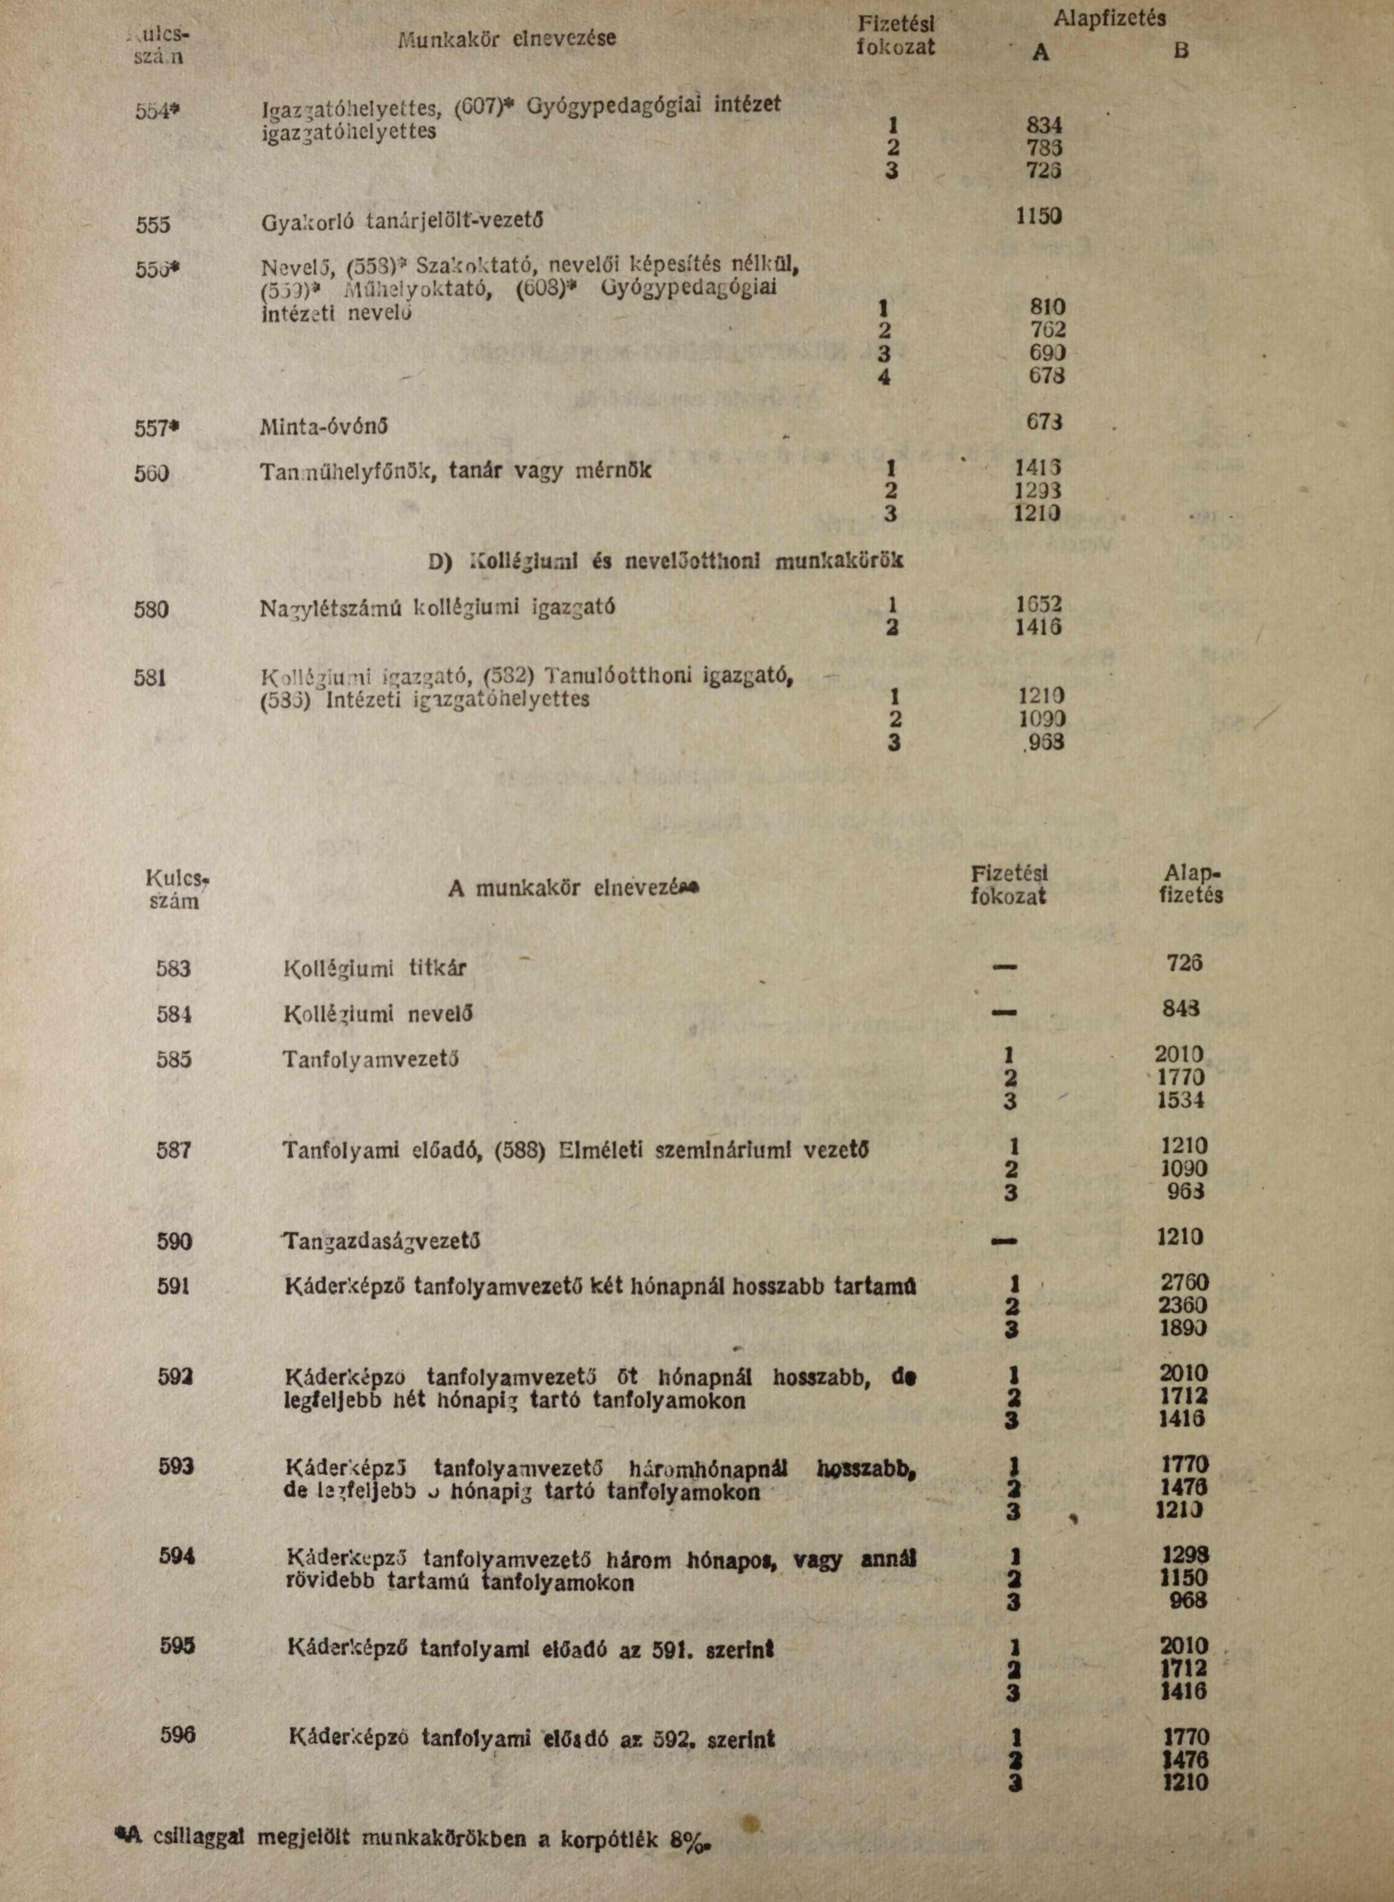 Kulcs-szám Munkakör elnevezése Fizetési fokozat Alapfizetés A B
554* Igazgatóhelyettes, (607)* Gyógypedagógiai intézet
igazgatóhelyettes 1 834
2 786
3 726
555 Gyakorló tanárjelölt-vezető 1150
556* Nevelő, (558)* Szakoktató, nevelői képesítés nélkül,
(559)* Műhelyoktató, (608)* Gyógypedagógiai
intézeti nevelő 1 810
2 762
3 690
4 678
557* Minta-óvónő 678
560 Tanműhelyfőnök, tanár vagy mérnök 1 1416
2 1298
3 1210
D) Kollégiumi és nevelőotthoni munkakörök
580 Nagylétszámú kollégiumi igazgató 1 1652
2 1416
581 Kollégiumi igazgató, (582) Tanulóotthoni igazgató,
(586) Intézeti igazgatóhelyettes 1 1210
2 1090
3 968
Kulcs-szám A munkakör elnevezése Fizetési fokozat Alap-fizetés
583 Kollégiumi titkár — 726
584 Kollégiumi nevelő — 848
585 Tanfolyamvezető 1 2010
2 1770
3 1534
587 Tanfolyami előadó, (588) Elméleti szemináriumi vezető 1 1210
2 1090
3 968
590 Tangazdaságvezető — 1210
591 Káderképző tanfolyamvezető két hónapnál hosszabb tartamú 1 2760
2 2360
3 1890
592 Káderképző tanfolyamvezető öt hónapnál hosszabb, de 1 2010
legfeljebb hét hónapig tartó tanfolyamokon 2 1712
3 1416
593 Káderképző tanfolyamvezető háromhónapnál hosszabb, 1 1770
de legfeljebb hónapig tartó tanfolyamokon 2 1476
3 1210
594 Káderképző tanfolyamvezető három hónapos, vagy annál 1 1298
rövidebb tartamú tanfolyamokon 2 1150
3 968
595 Káderképző tanfolyami előadó az 591. szerint 1 2010
2 1712
3 1416
596 Káderképző tanfolyami előadó az 592. szerint 1 1770
2 1476
3 1210
*A csillaggal megjelölt munkakörökben a korpótlék 8%.